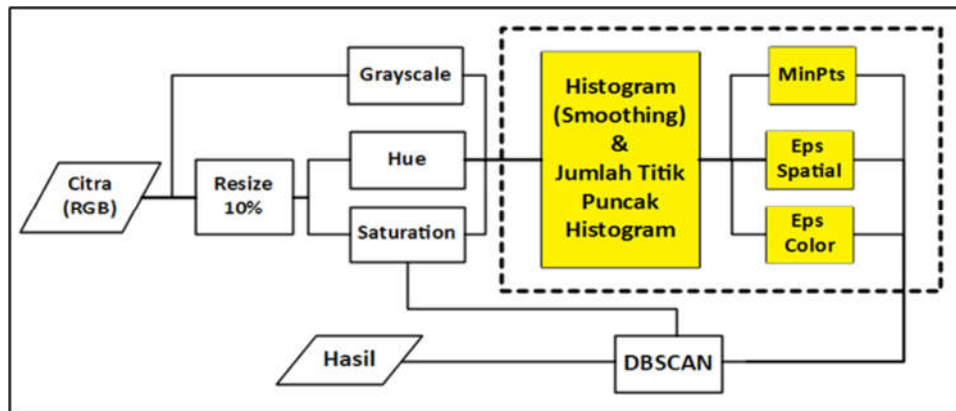 Grayscale
Hue
Saturation
Citra
(RGB)
Resize
10%
Histogram
(Smoothing)
&
Jumlah Titik
Puncak
Histogram
MinPts
Eps
Spatial
Eps
Color
Hasil
DBSCAN